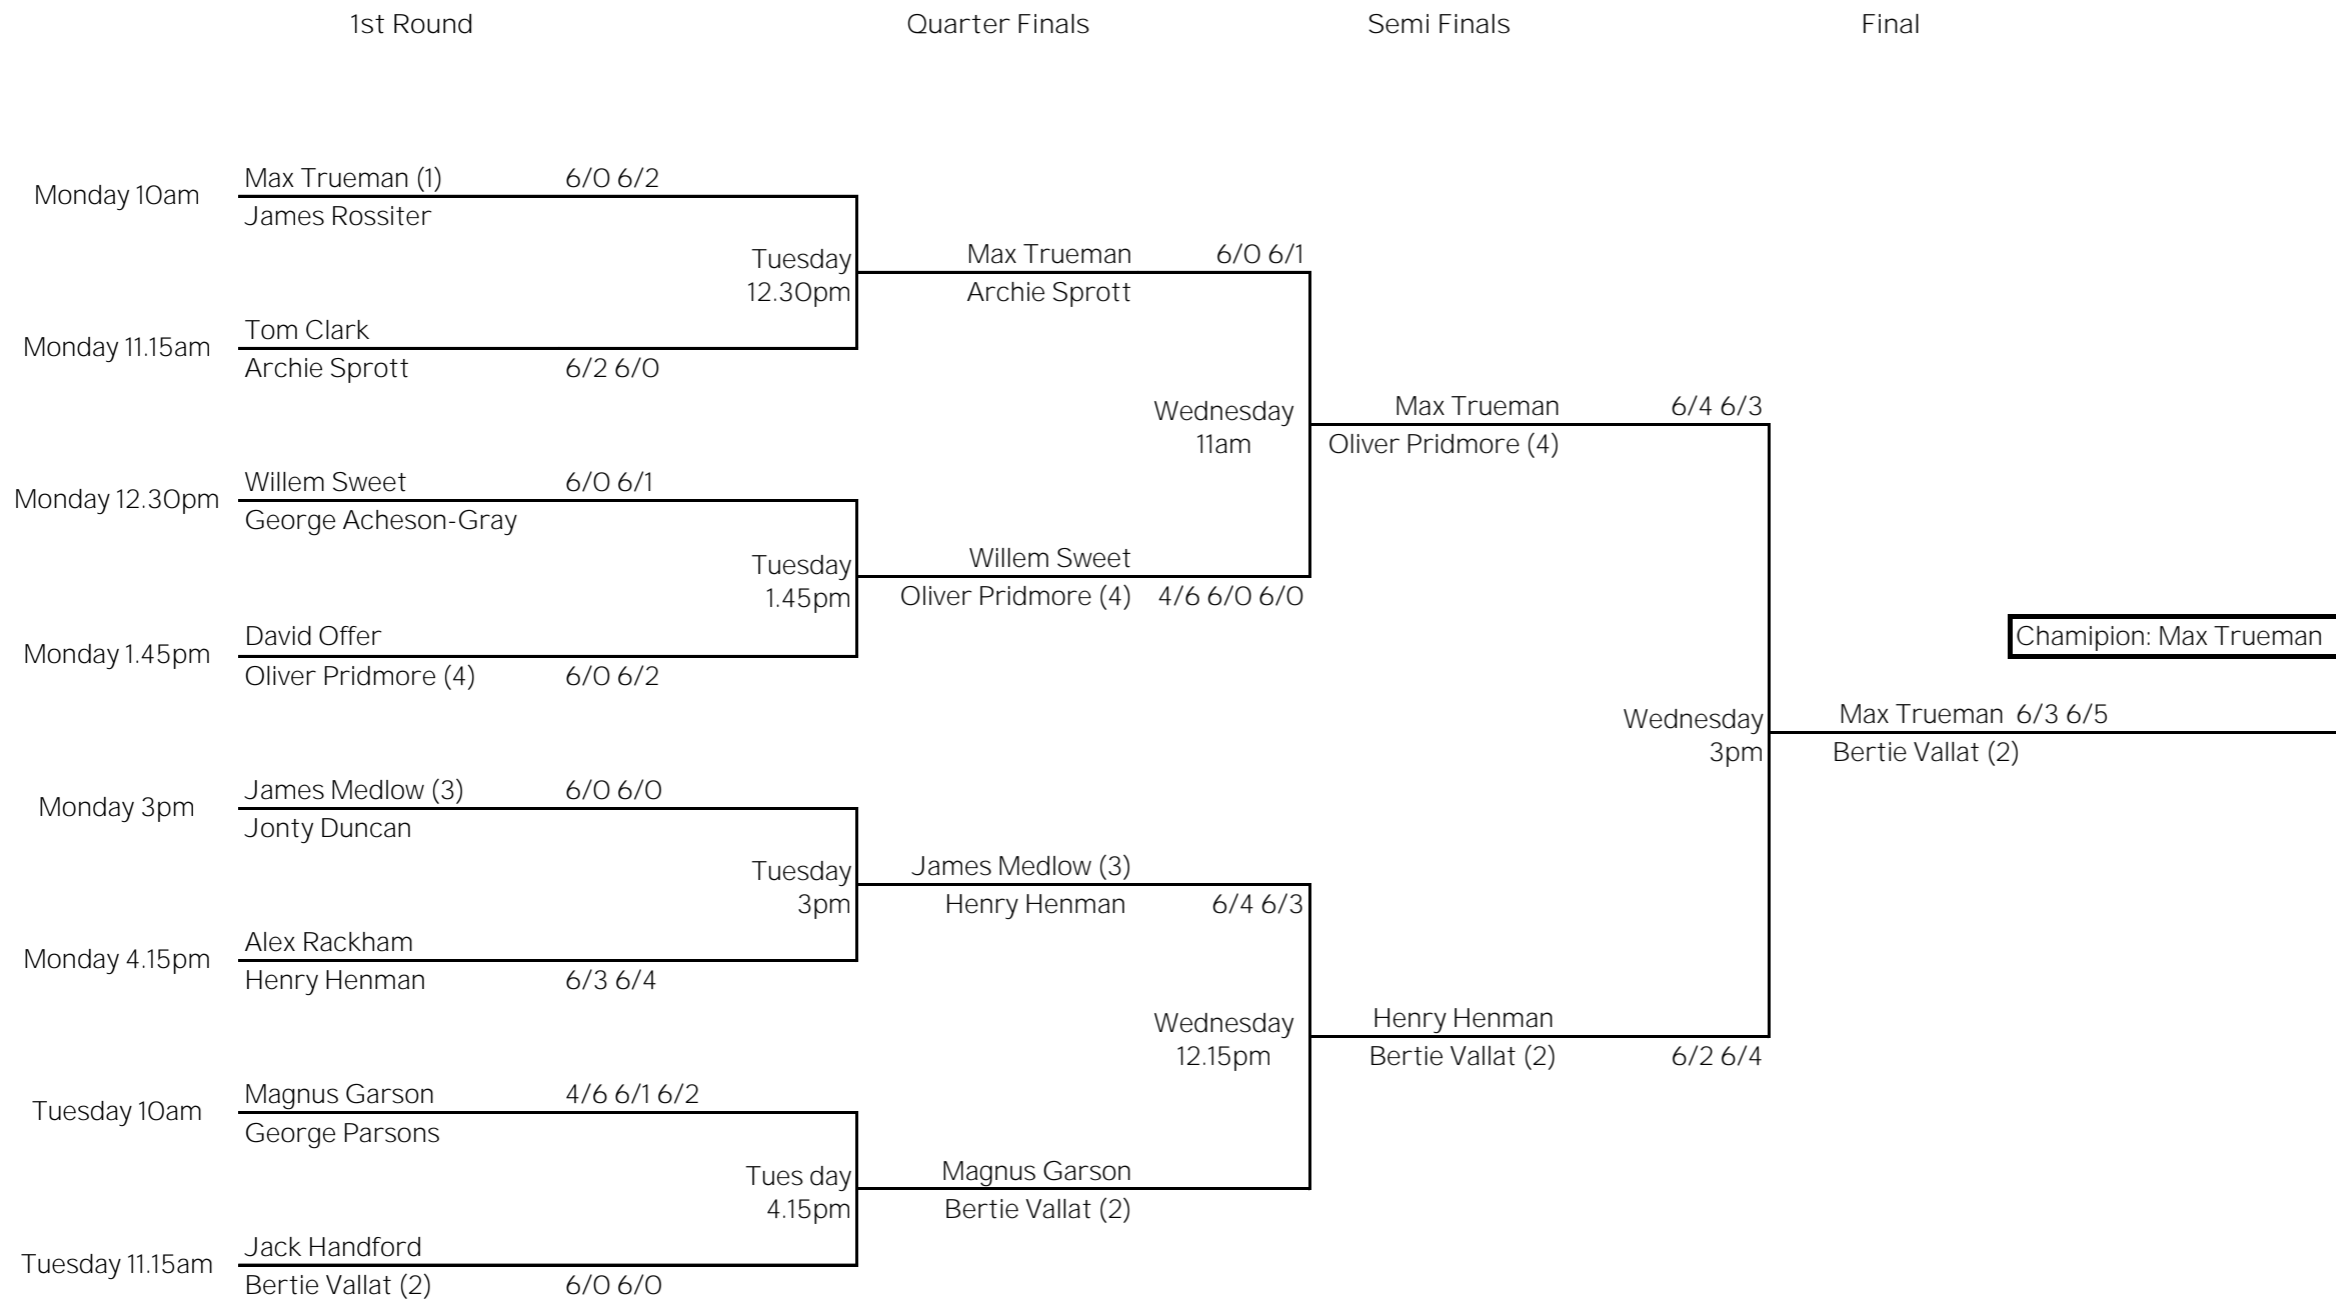 1st Round Quarter Finals Semi Finals Final
Max Trueman (1) 6/0 6/2
Monday 10am
James Rossiter
Max Trueman 6/0 6/1
Tuesday
12.30pm
Archie Sprott
Tom Clark
Monday 11.15am
Archie Sprott 6/2 6/0
Max Trueman 6/4 6/3
Wednesday
11am
Oliver Pridmore (4)
Willem Sweet 6/0 6/1
Monday 12.30pm
George Acheson-Gray
Willem Sweet
Tuesday
1.45pm
Oliver Pridmore (4) 4/6 6/0 6/0
David Offer
Monday 1.45pm
Oliver Pridmore (4) 6/0 6/2
Chamipion: Max Trueman
Max Trueman 6/3 6/5
Wednesday
3pm
Bertie Vallat (2)
James Medlow (3) 6/0 6/0
Monday 3pm
Jonty Duncan
James Medlow (3)
Tuesday
3pm
Henry Henman 6/4 6/3
Alex Rackham
Monday 4.15pm
Henry Henman 6/3 6/4
Henry Henman
Wednesday
12.15pm
Bertie Vallat (2) 6/2 6/4
Magnus Garson 4/6 6/1 6/2
Tuesday 10am
George Parsons
Magnus Garson
Tues day
4.15pm
Bertie Vallat (2)
Jack Handford
Tuesday 11.15am
Bertie Vallat (2) 6/0 6/0